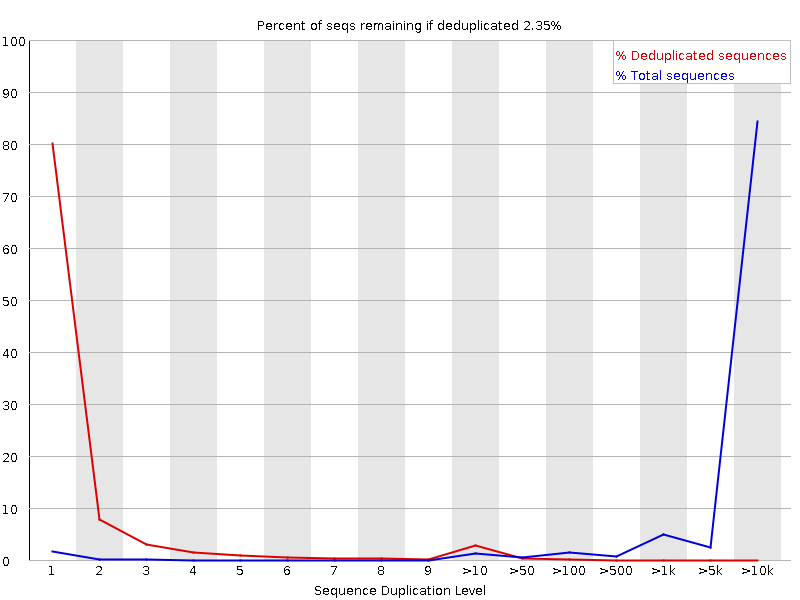 Percent of seqs remaining if deduplicated 2.35%
% Deduplicated sequences
% Total sequences
100
90
80
70
60
50
40
30
20
10
0
1 2 3 4 5 6 7 8 9 >10 >50 >100 >500 >1k >5k >10k
Sequence Duplication Level